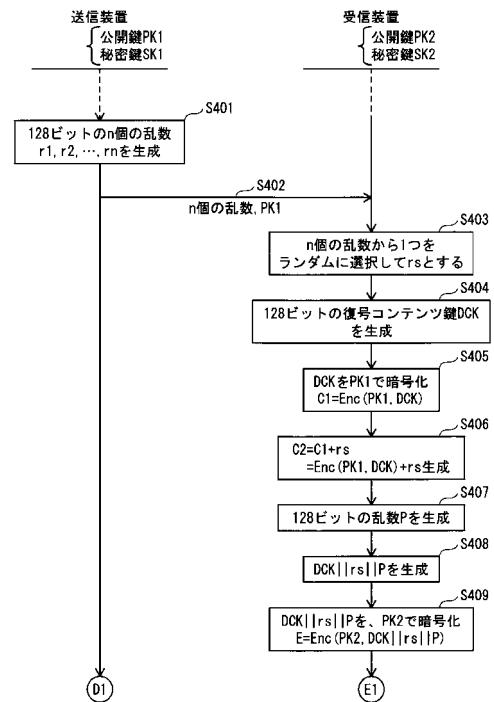 送信装置
公開鍵PK1
秘密鍵SK1
受信装置
公開鍵PK2
秘密鍵SK2
S401
128ビットのn個の乱数
r1,r2,…,rnを生成
S402
n個の乱数,PK1
S403
n個の乱数から1つを
ランダムに選択してrsとする
S404
128ビットの復号コンテンツ鍵DCK
を生成
S405
DCKをPK1で暗号化
C1=Enc(PK1,DCK)
S406
C2=C1+rs
=Enc(PK1,DCK)+rs生成
S407
128ビットの乱数Pを生成
S408
DCK||rs||Pを生成
S409
DCK||rs||Pを、PK2で暗号化
E=Enc(PK2,DCK||rs||P)
D1
E1